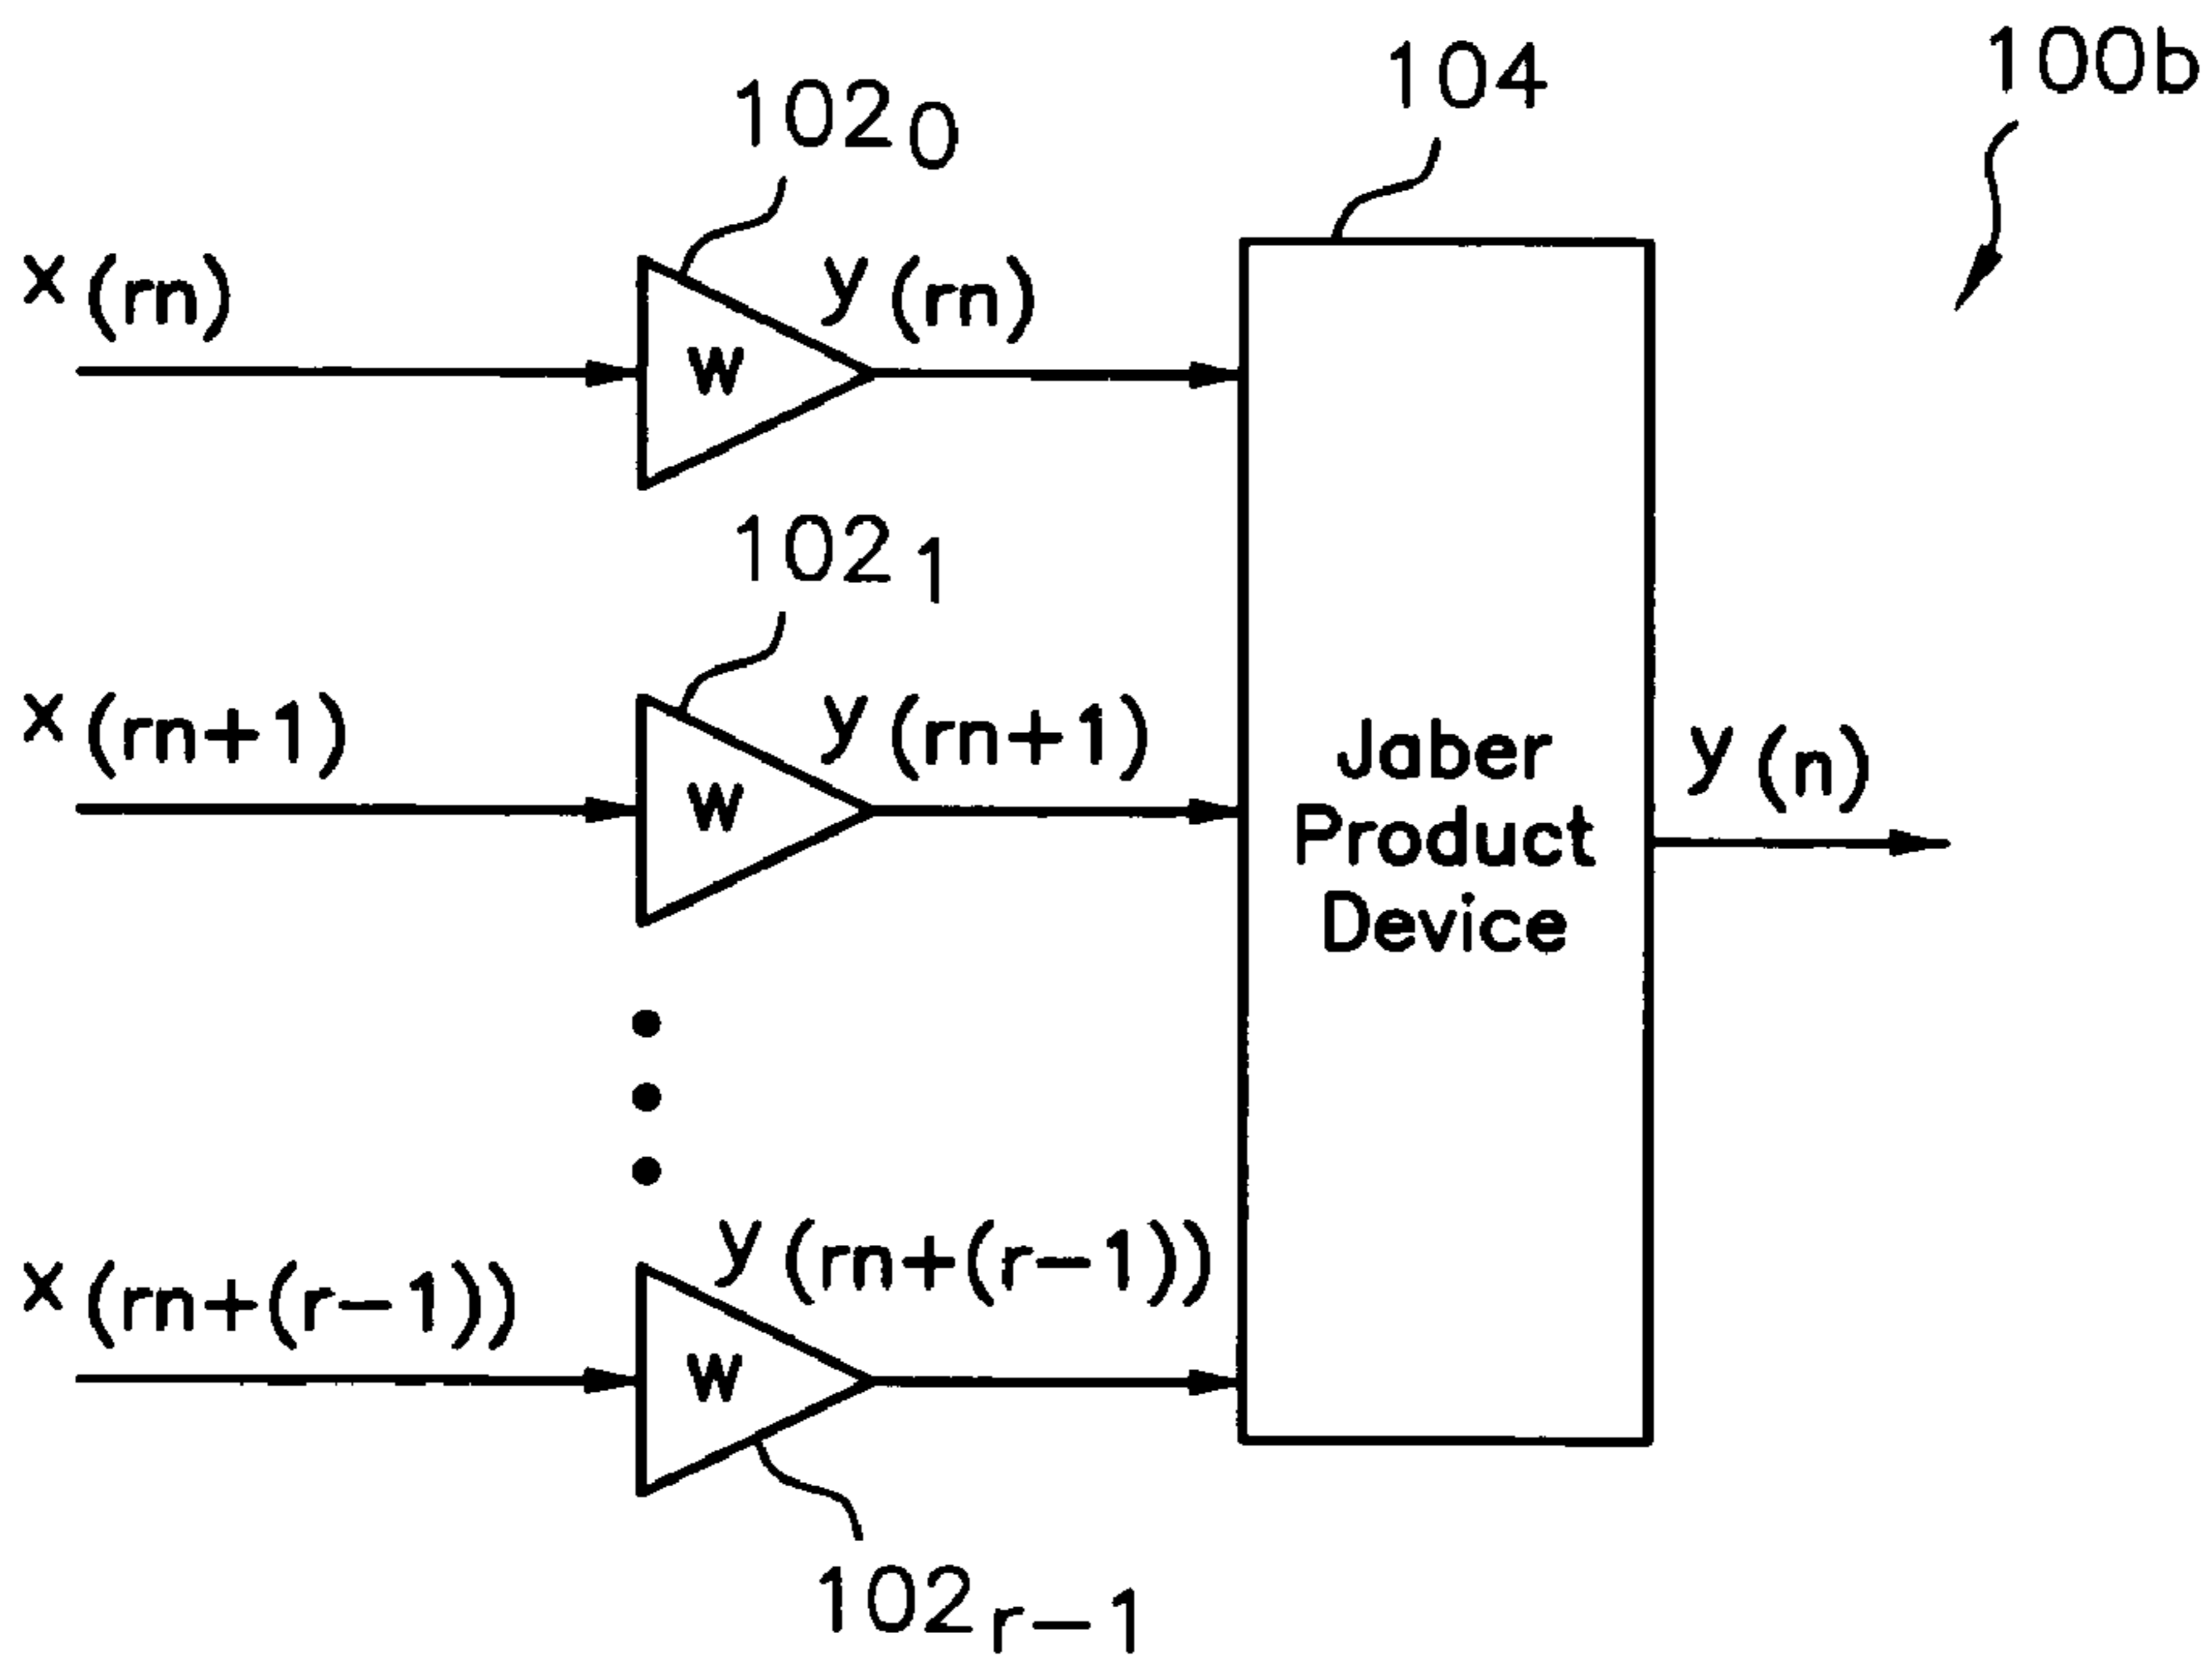 104
100b
102₀
x(rn)
y(rn)
w
102₁
x(rn+1)
y(rn+1)
w
Jaber
Product
Device
y(n)
x(rn+(r−1))
y(rn+(r−1))
w
102r−1